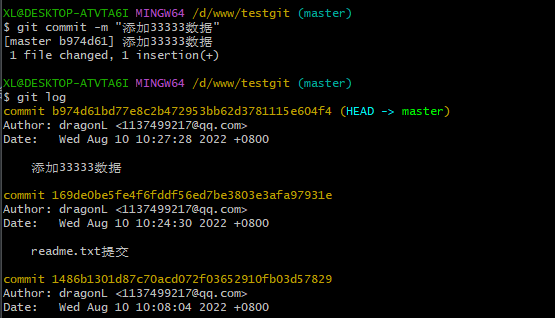 XL@DESKTOP-ATVTA6I MINGW64 /d/www/testgit (master)
$ git commit -m "添加33333数据"
[master b974d61] 添加33333数据
 1 file changed, 1 insertion(+)
XL@DESKTOP-ATVTA6I MINGW64 /d/www/testgit (master)
$ git log
commit b974d61bd77e8c2b472953bb62d3781115e604f4 (HEAD -> master)
Author: dragonL <1137499217@qq.com>
Date:   Wed Aug 10 10:27:28 2022 +0800
    添加33333数据
commit 169de0be5fe4f6fddf56ed7be3803e3afa97931e
Author: dragonL <1137499217@qq.com>
Date:   Wed Aug 10 10:24:30 2022 +0800
    readme.txt提交
commit 1486b1301d87c70acd072f03652910fb03d57829
Author: dragonL <1137499217@qq.com>
Date:   Wed Aug 10 10:08:04 2022 +0800